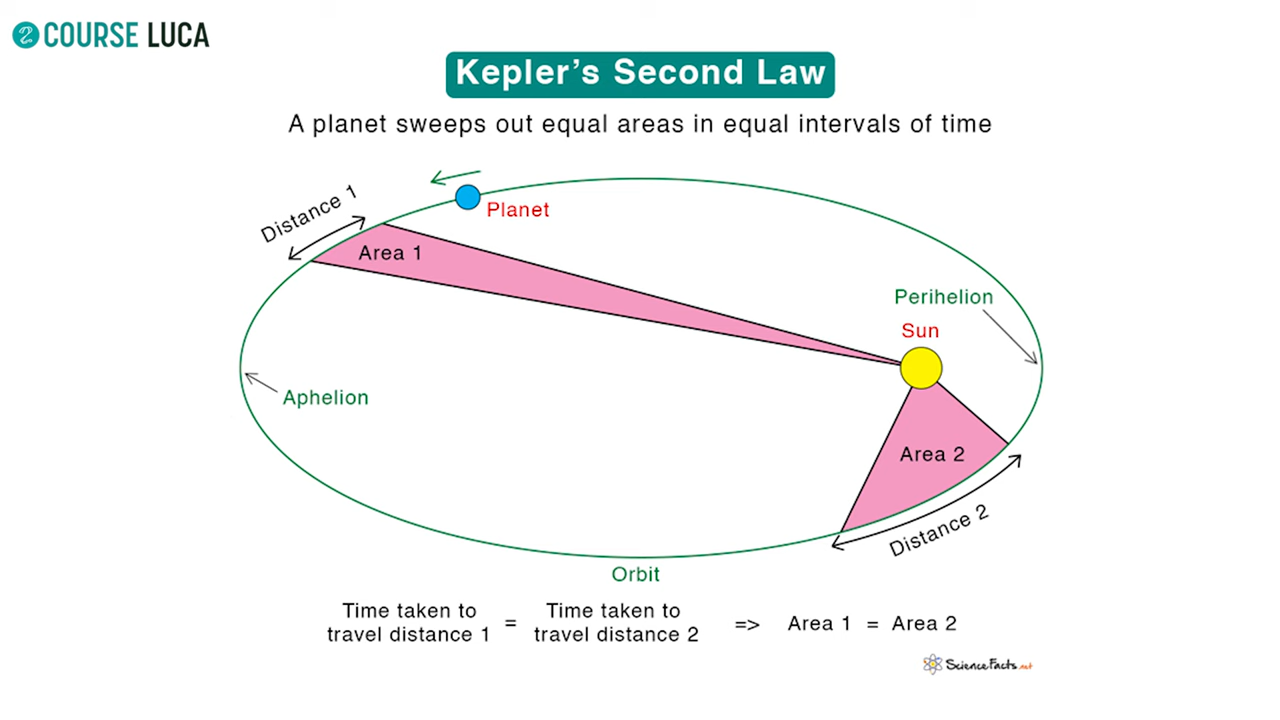 COURSE LUCA
Kepler's Second Law
A planet sweeps out equal areas in equal intervals of time
Distance 1
Planet
Area 1
Perihelion
Sun
Aphelion
Area 2
Distance 2
Orbit
Time taken to travel distance 1 = Time taken to travel distance 2 => Area 1 = Area 2
ScienceFacts.net